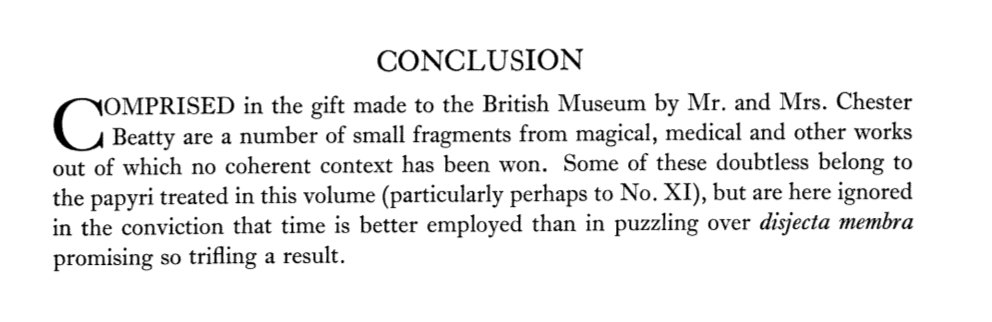 CONCLUSION
COMPRISED in the gift made to the British Museum by Mr. and Mrs. Chester
Beatty are a number of small fragments from magical, medical and other works
out of which no coherent context has been won. Some of these doubtless belong to
the papyri treated in this volume (particularly perhaps to No. XI), but are here ignored
in the conviction that time is better employed than in puzzling over disjecta membra
promising so trifling a result.